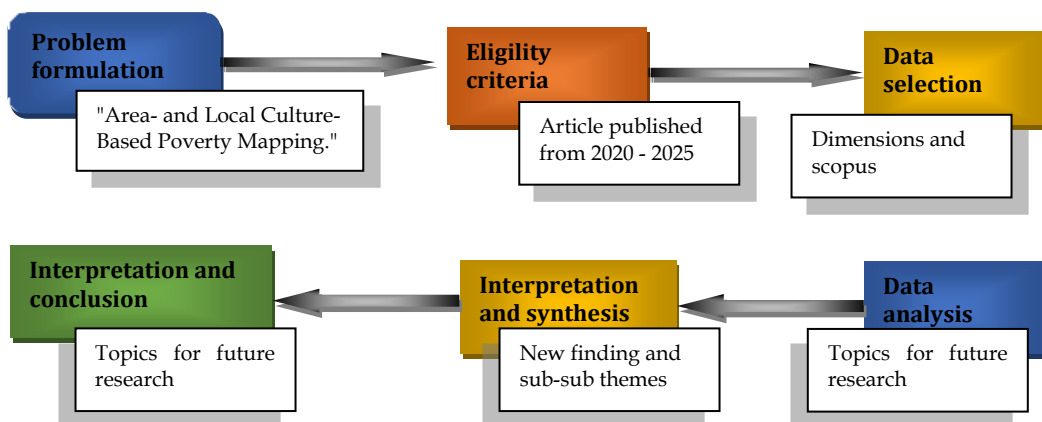 Problem
formulation
"Area- and Local Culture-
Based Poverty Mapping."
Eligility
criteria
Article published
from 2020 - 2025
Data
selection
Dimensions and
scopus
Interpretation and
conclusion
Topics for future
research
Interpretation
and synthesis
New finding and
sub-sub themes
Data
analysis
Topics for future
research